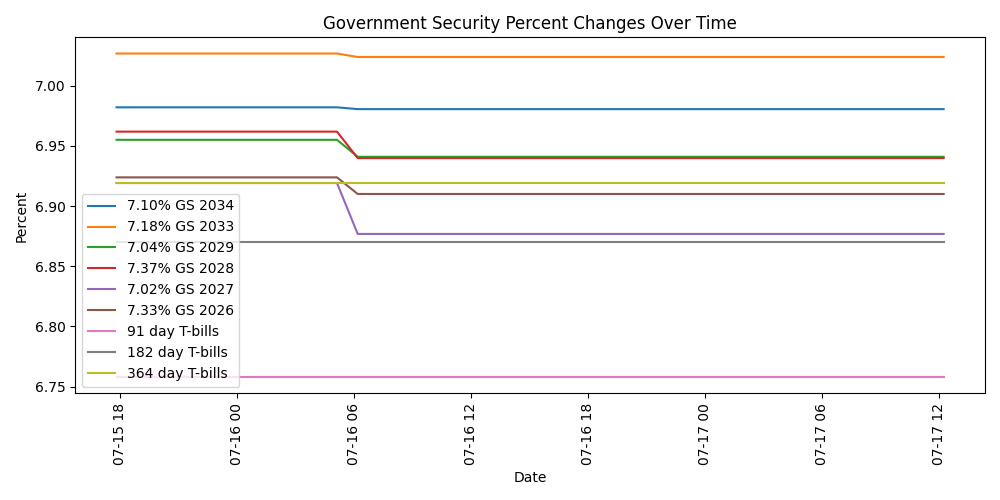 Government Security Percent Changes Over Time
Percent
7.00
6.95
6.90
6.85
6.80
6.75
7.10% GS 2034
7.18% GS 2033
7.04% GS 2029
7.37% GS 2028
7.02% GS 2027
7.33% GS 2026
91 day T-bills
182 day T-bills
364 day T-bills
07-15 18
07-16 00
07-16 06
07-16 12
07-16 18
07-17 00
07-17 06
07-17 12
Date